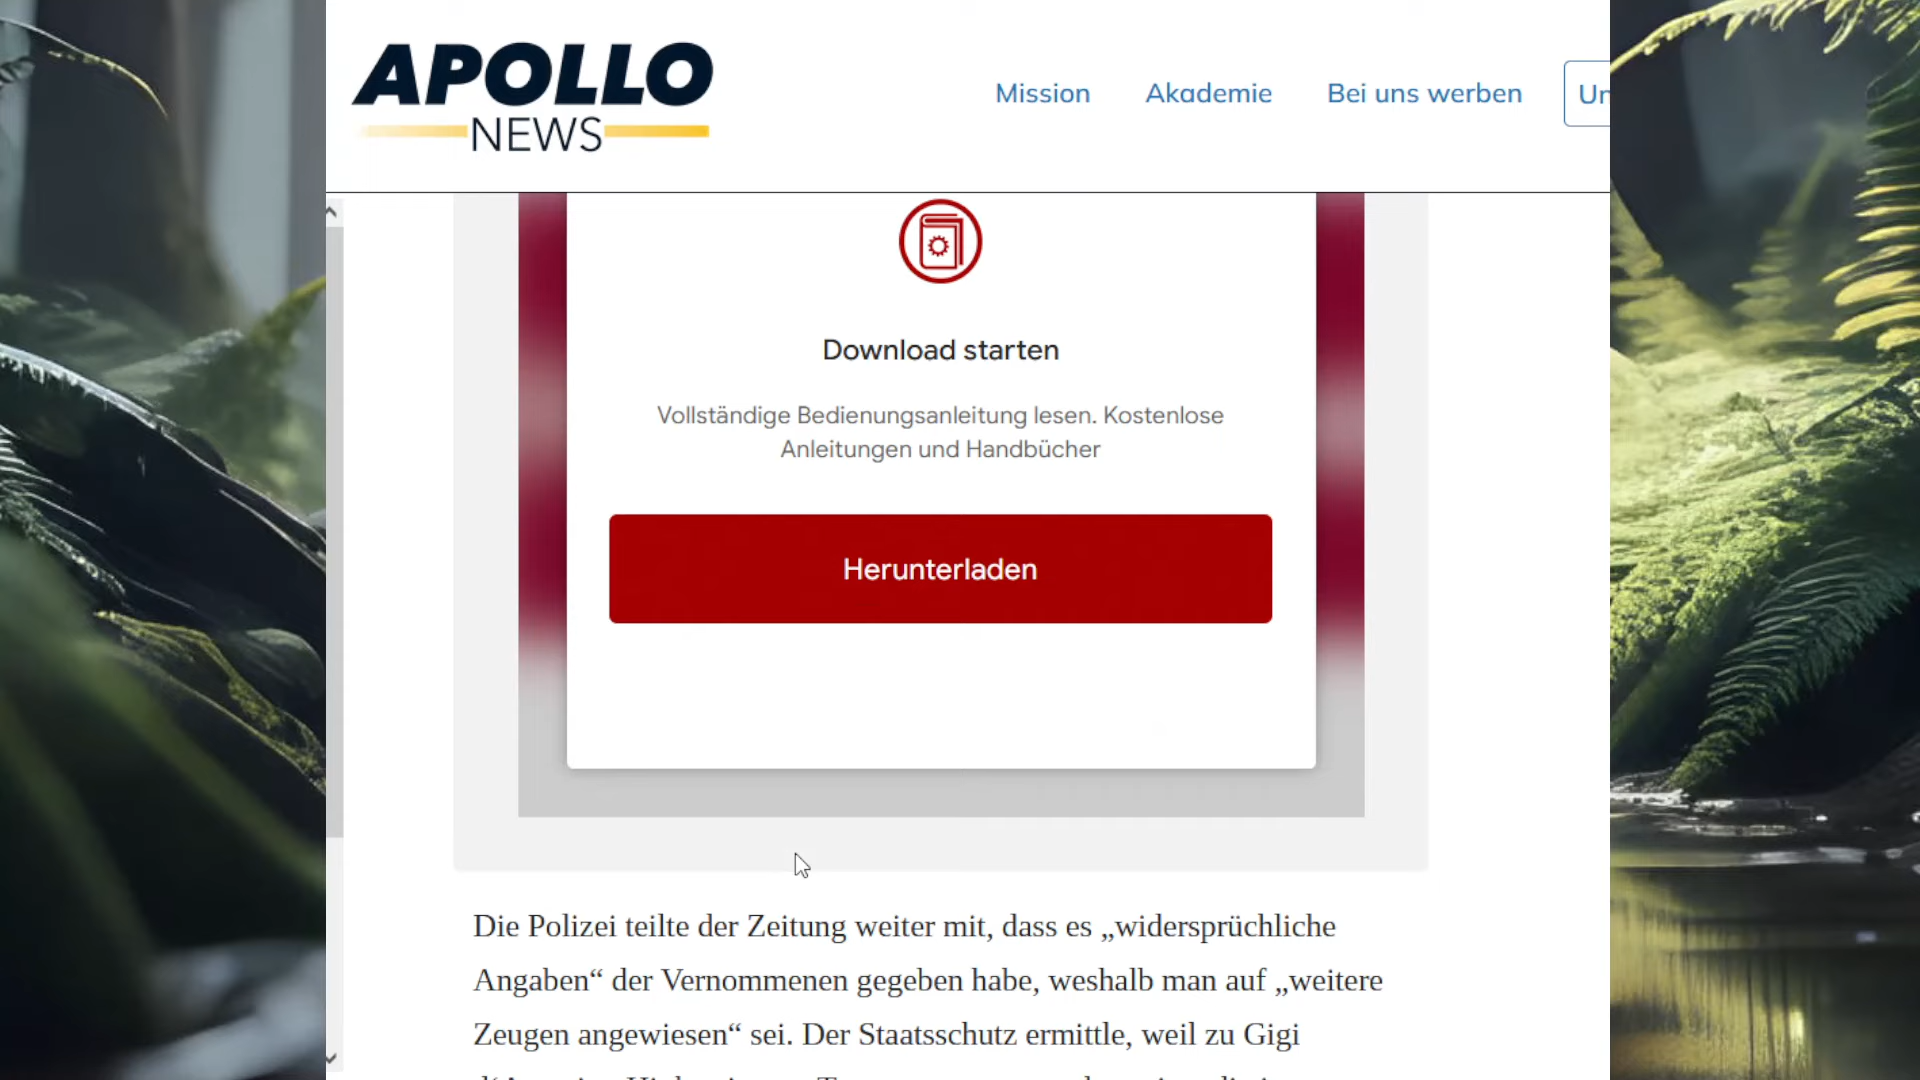 APOLLO
NEWS
Mission
Akademie
Bei uns werben
Download starten
Vollständige Bedienungsanleitung lesen. Kostenlose
Anleitungen und Handbücher
Herunterladen
Die Polizei teilte der Zeitung weiter mit, dass es „widersprüchliche
Angaben“ der Vernommenen gegeben habe, weshalb man auf „weitere
Zeugen angewiesen“ sei. Der Staatsschutz ermittle, weil zu Gigi